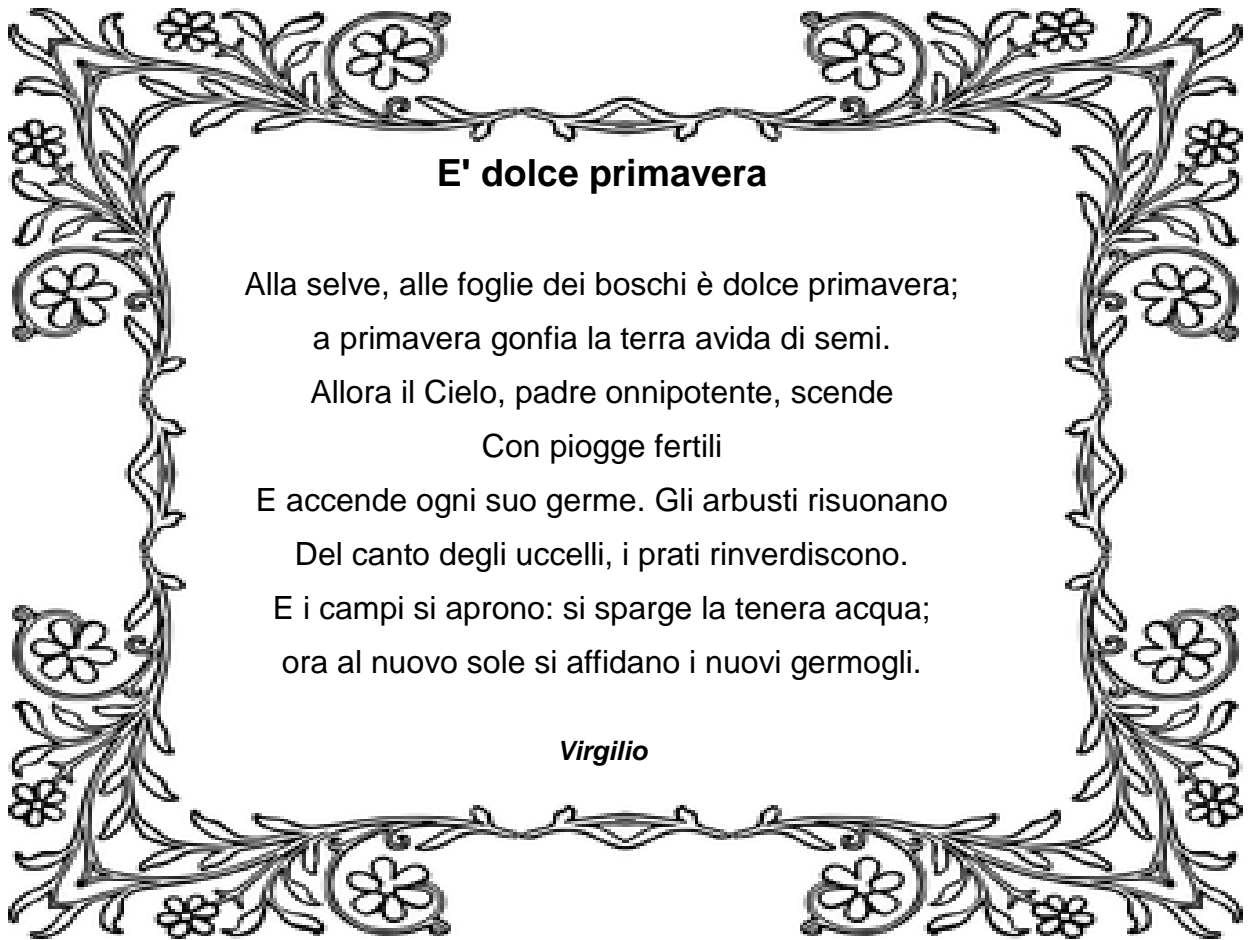 E' dolce primavera
Alla selve, alle foglie dei boschi è dolce primavera;
a primavera gonfia la terra avida di semi.
Allora il Cielo, padre onnipotente, scende
Con piogge fertili
E accende ogni suo germe. Gli arbusti risuonano
Del canto degli uccelli, i prati rinverdiscono.
E i campi si aprono: si sparge la tenera acqua;
ora al nuovo sole si affidano i nuovi germogli.
Virgilio